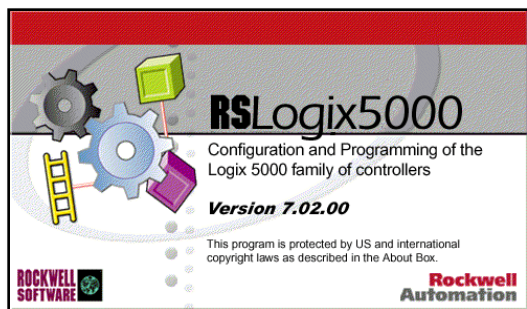 RSLogix5000
Configuration and Programming of the
Logix 5000 family of controllers
Version 7.02.00
This program is protected by US and international
copyright laws as described in the About Box.
ROCKWELL
SOFTWARE
Rockwell
Automation